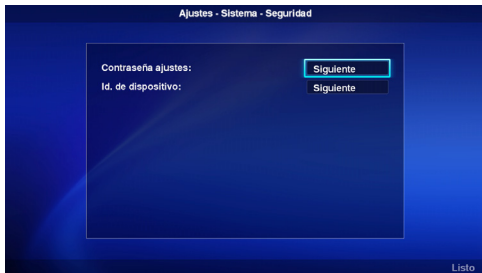 Ajustes - Sistema - Seguridad
Contraseña ajustes: Siguiente
Id. de dispositivo: Siguiente
Listo